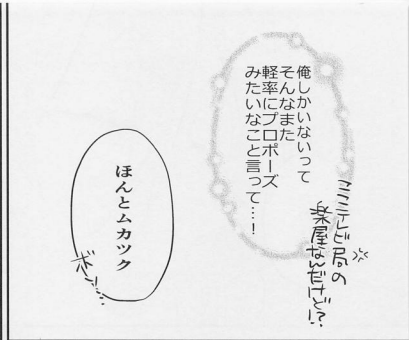 俺しかいないって
そんなまた
軽率にプロポーズ
みたいなこと言って…！
ここテレビ局の
楽屋なんだけど!?
ほんとムカツク
ボソ…